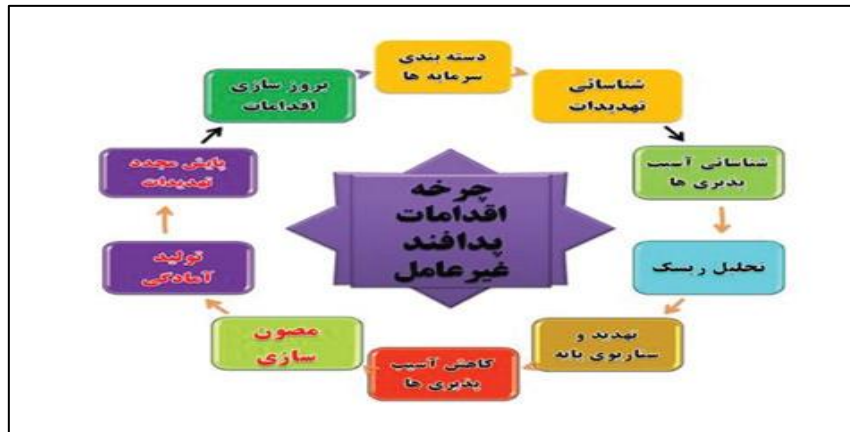 دسته بندی
سرمایه ها
شناسائی
تهدیدات
شناسائی آسیب
پذیری ها
تحلیل ریسک
تهدید و
سناریوی پایه
کاهش آسیب
پذیری ها
مصون
سازی
تولید
آمادگی
پایش مجدد
تهدیدات
بروز سازی
اقدامات
چرخه
اقدامات
پدافند
غیرعامل